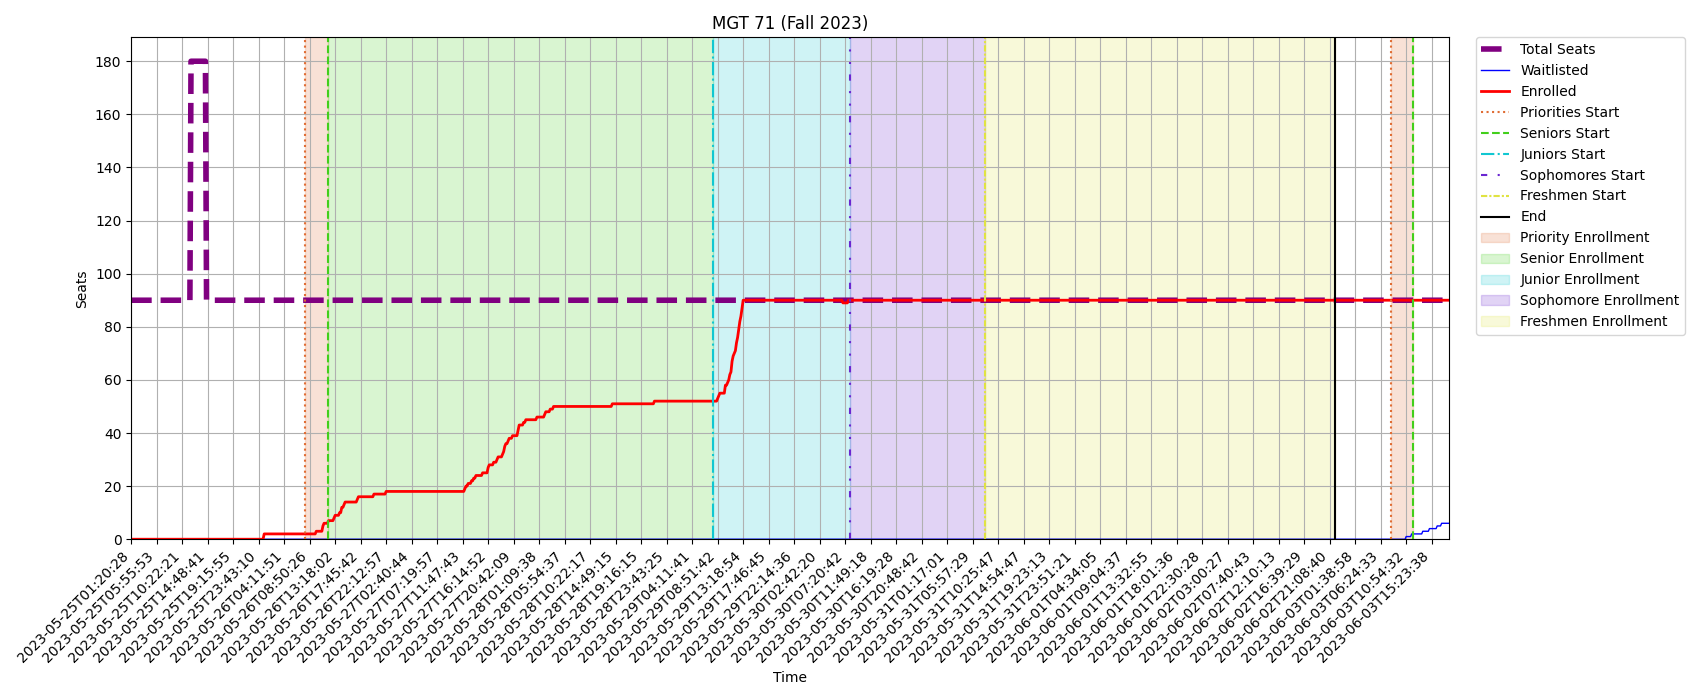 MGT 71 (Fall 2023)
Seats
180
160
140
120
100
80
60
40
20
0
2023-05-25T01:20:28
2023-05-25T05:55:53
2023-05-25T10:22:21
2023-05-25T14:48:41
2023-05-25T19:15:55
2023-05-25T23:43:10
2023-05-26T04:11:51
2023-05-26T08:50:26
2023-05-26T13:18:02
2023-05-26T17:45:42
2023-05-26T22:12:57
2023-05-27T02:40:44
2023-05-27T07:19:57
2023-05-27T11:47:43
2023-05-27T16:14:52
2023-05-27T20:42:09
2023-05-28T01:09:38
2023-05-28T05:54:37
2023-05-28T10:22:17
2023-05-28T14:49:15
2023-05-28T19:16:15
2023-05-28T23:43:25
2023-05-29T04:11:41
2023-05-29T08:51:42
2023-05-29T13:18:54
2023-05-29T17:46:45
2023-05-29T22:14:36
2023-05-30T02:42:20
2023-05-30T07:20:42
2023-05-30T11:49:18
2023-05-30T16:19:28
2023-05-30T20:48:42
2023-05-31T01:17:01
2023-05-31T05:57:29
2023-05-31T10:25:47
2023-05-31T14:54:47
2023-05-31T19:23:13
2023-05-31T23:51:21
2023-06-01T04:34:05
2023-06-01T09:04:37
2023-06-01T13:32:55
2023-06-01T18:01:36
2023-06-01T22:30:28
2023-06-02T03:00:27
2023-06-02T07:40:43
2023-06-02T12:10:13
2023-06-02T16:39:29
2023-06-02T21:08:40
2023-06-03T01:38:58
2023-06-03T06:24:33
2023-06-03T10:54:32
2023-06-03T15:23:38
Time
Total Seats
Waitlisted
Enrolled
Priorities Start
Seniors Start
Juniors Start
Sophomores Start
Freshmen Start
End
Priority Enrollment
Senior Enrollment
Junior Enrollment
Sophomore Enrollment
Freshmen Enrollment